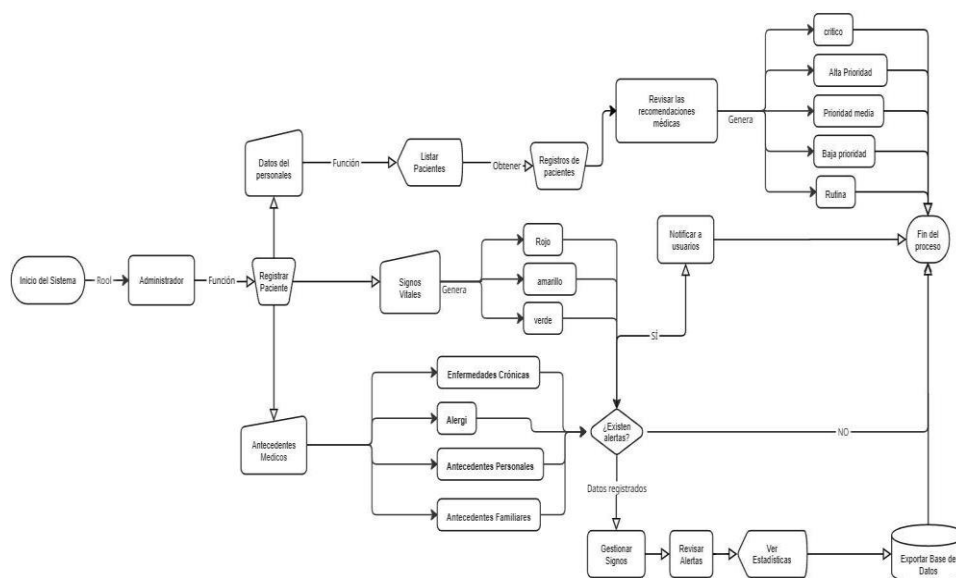 critico
Alta Prioridad
Prioridad media
Baja prioridad
Rutina
Revisar las
recomendaciones
médicas
Genera
Datos del
personales
Función
Listar
Pacientes
Obtener
Registros de
pacientes
Notificar a
usuarios
Fin del
proceso
Inicio del Sistema
Rool
Administrador
Función
Registrar
Paciente
Signos
Vitales
Genera
Rojo
amarillo
verde
SÍ
Enfermedades Crónicas
Alergi
Antecedentes Personales
Antecedentes Familiares
Antecedentes
Medicos
¿Existen
alertas?
NO
Datos registrados
Gestionar
Signos
Revisar
Alertas
Ver
Estadísticas
Exportar Base de
Datos